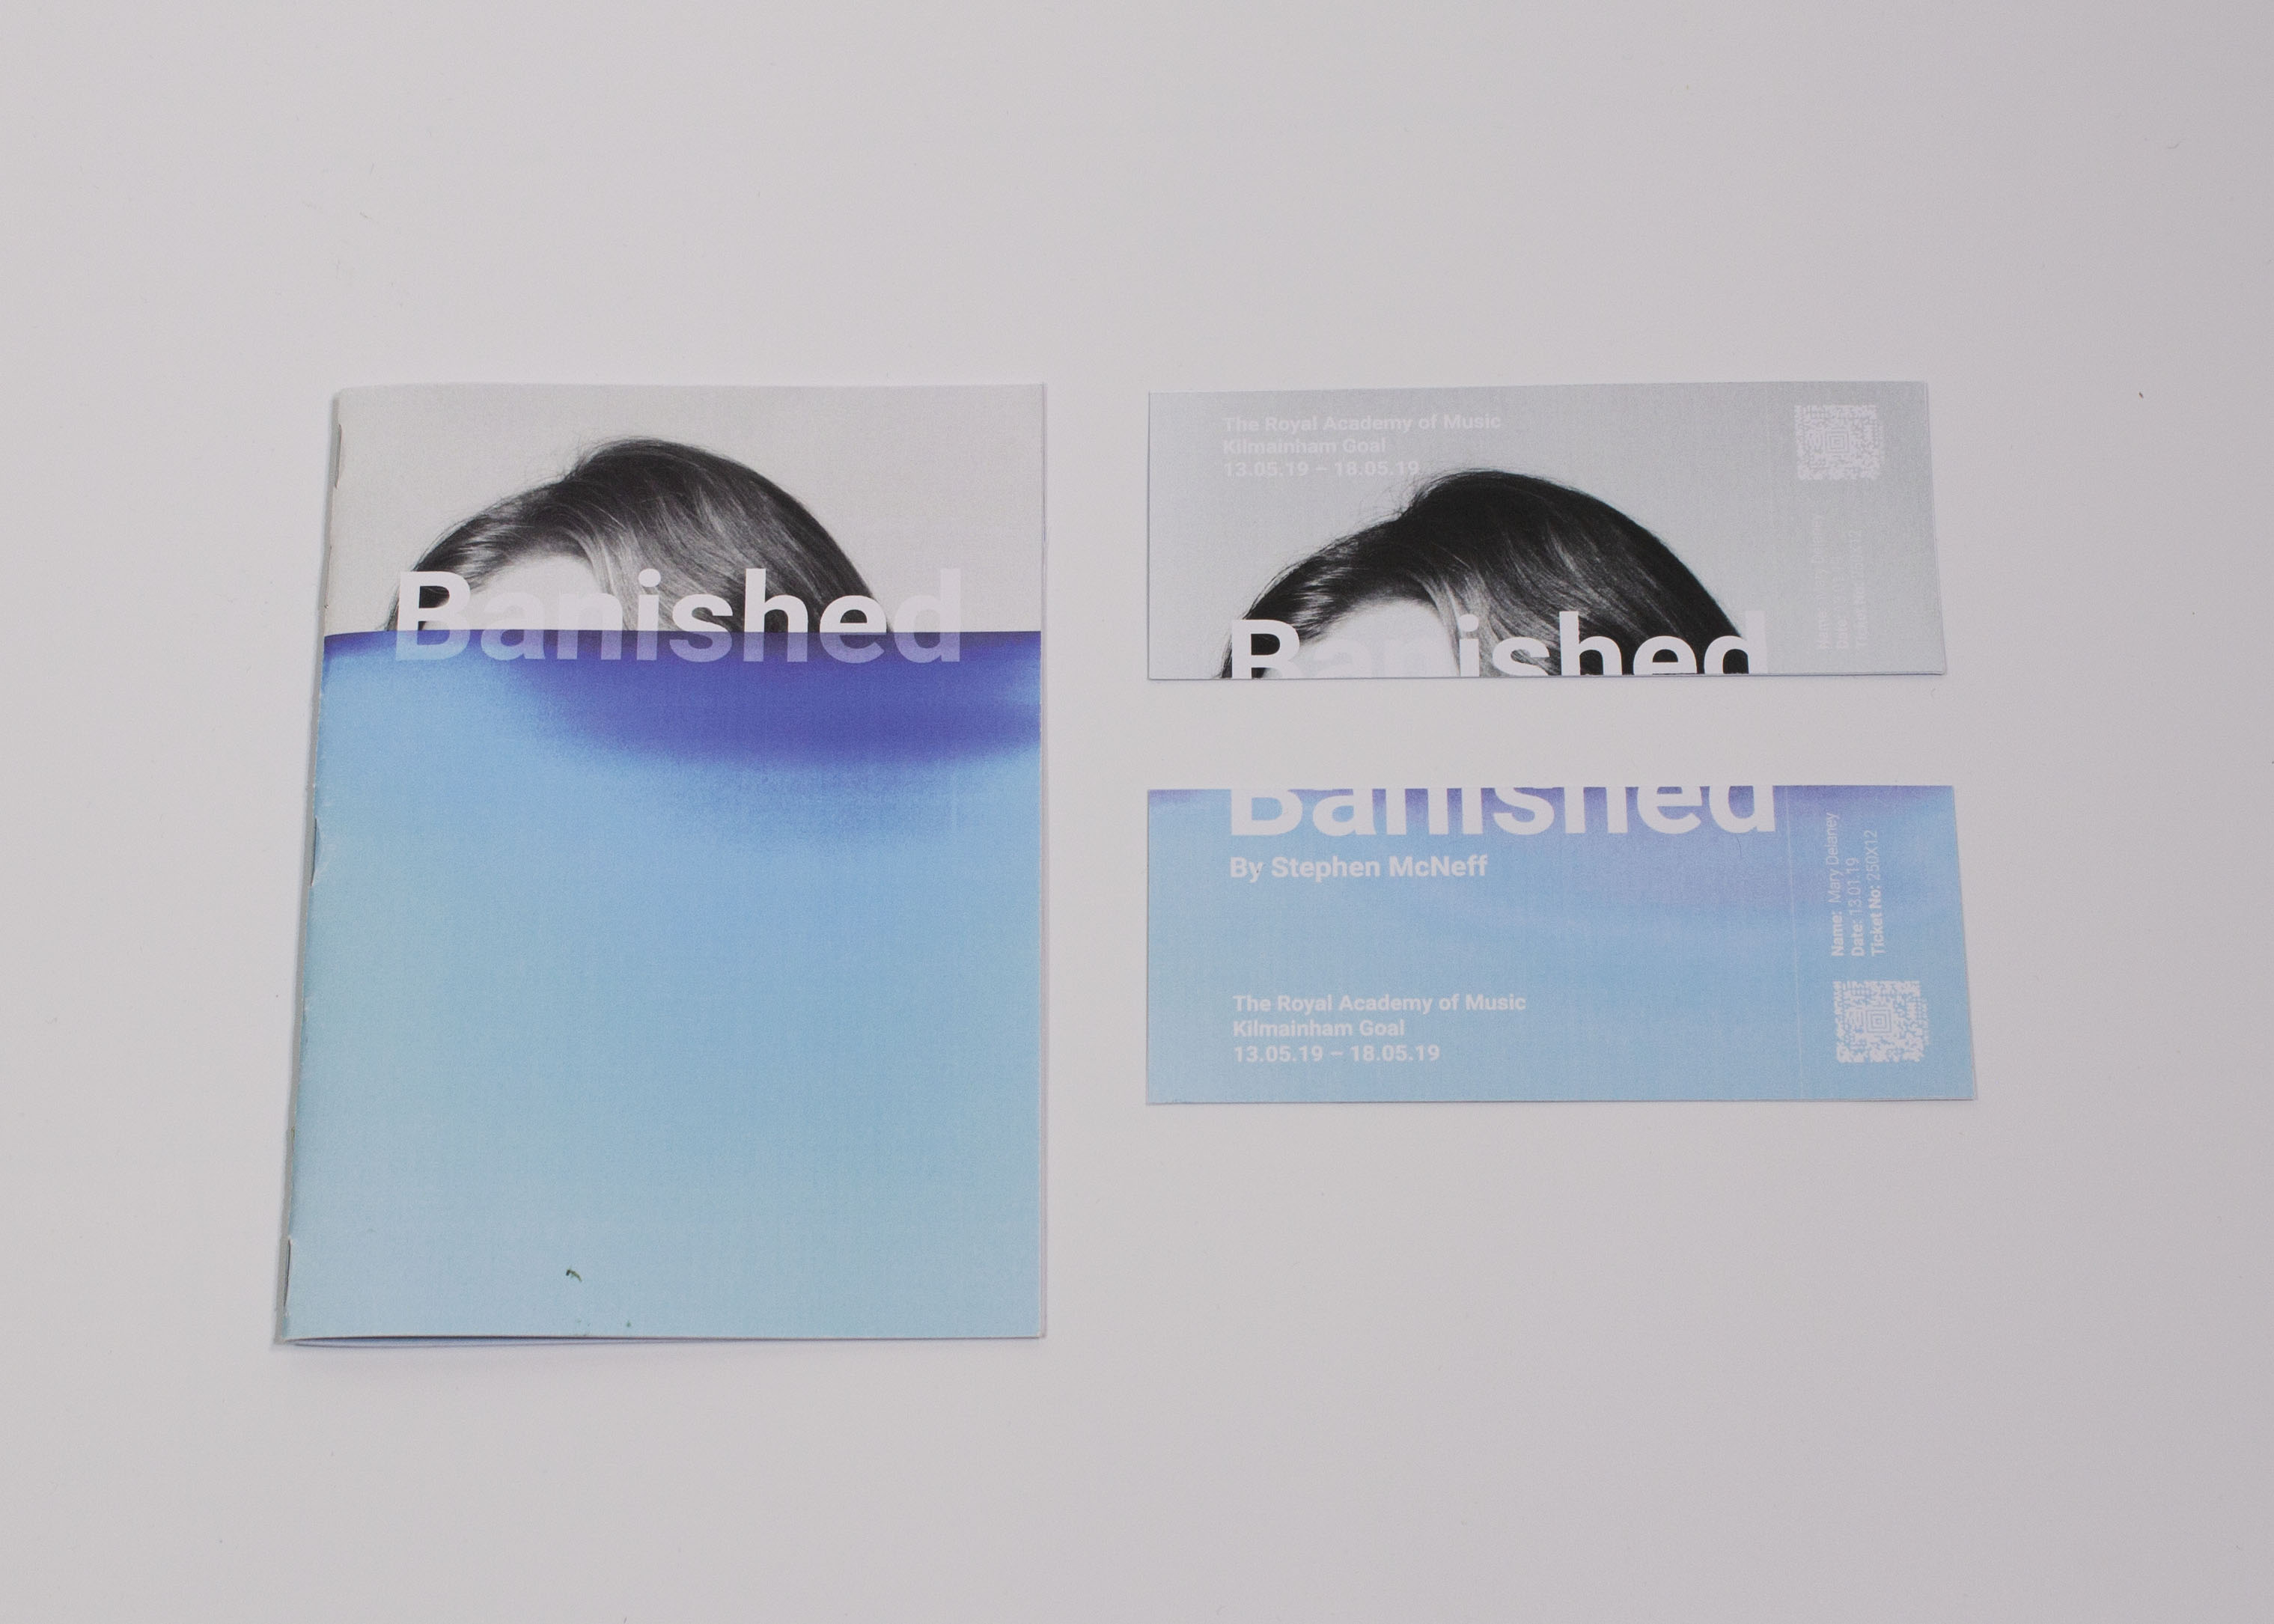 Banished
The Royal Academy of Music
Kilmainham Goal
13.05.19 – 18.05.19
Banished
Banished
By Stephen McNeff
The Royal Academy of Music
Kilmainham Goal
13.05.19 – 18.05.19
Name: Mary Delaney
Date: 13.01.19
Ticket No: 250X12